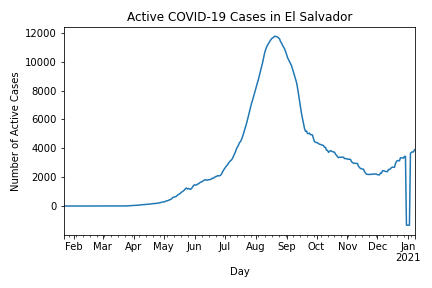 Active COVID-19 Cases in El Salvador
12000
10000
8000
6000
4000
2000
0
Number of Active Cases
Feb Mar Apr May Jun Jul Aug Sep Oct Nov Dec Jan
2021
Day